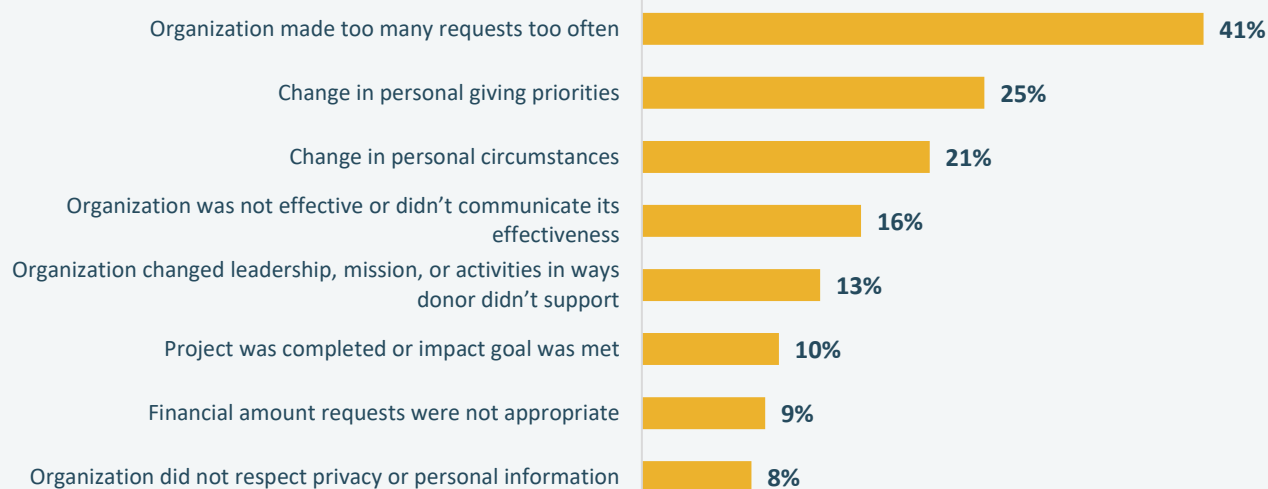 Organization made too many requests too often
41%
Change in personal giving priorities
25%
Change in personal circumstances
21%
Organization was not effective or didn’t communicate its
effectiveness
16%
Organization changed leadership, mission, or activities in ways
donor didn’t support
13%
Project was completed or impact goal was met
10%
Financial amount requests were not appropriate
9%
Organization did not respect privacy or personal information
8%